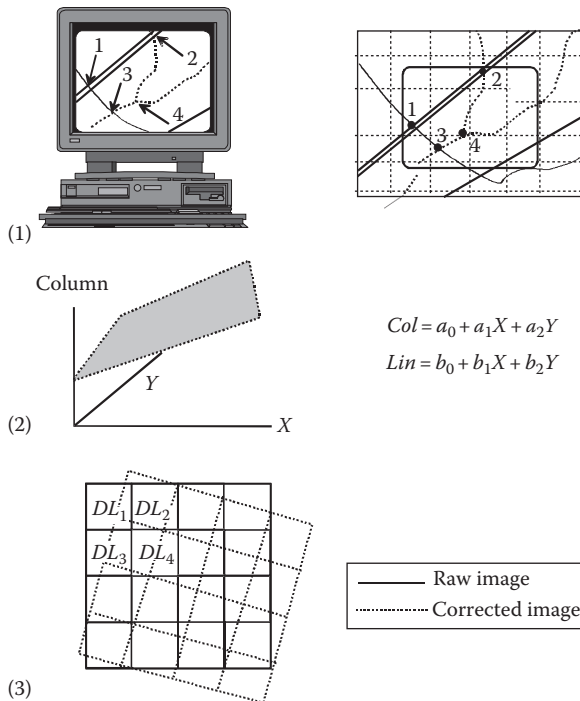 1
2
3
4
1
2
3
4
(1)
Column
Y
X
Col = a₀ + a₁X + a₂Y
Lin = b₀ + b₁X + b₂Y
(2)
DL₁ DL₂
DL₃ DL₄
Raw image
Corrected image
(3)